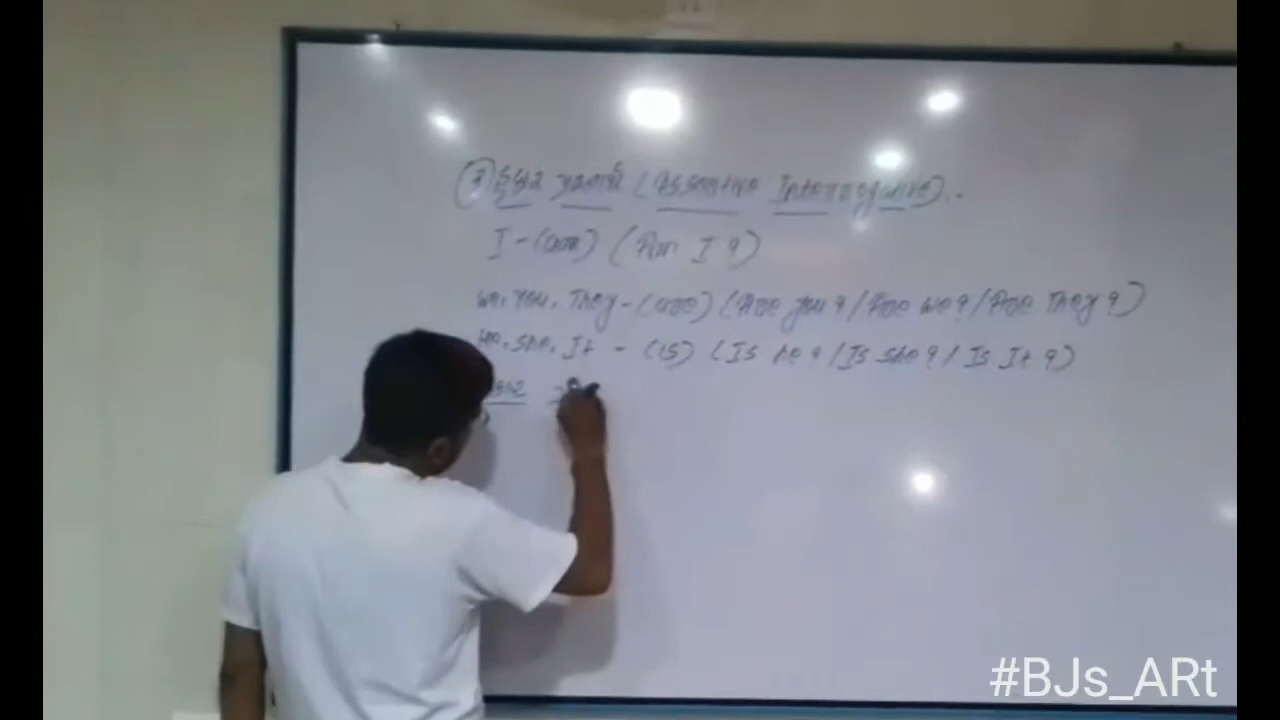 (Assertive Interrogative).-
I - (am) (Am I ?)
We, You, They - (are) (Are you ? / Are we ? / Are They ?)
He, She, It - (is) (Is he ? / Is she ? / Is It ?)
#BJs_ARt